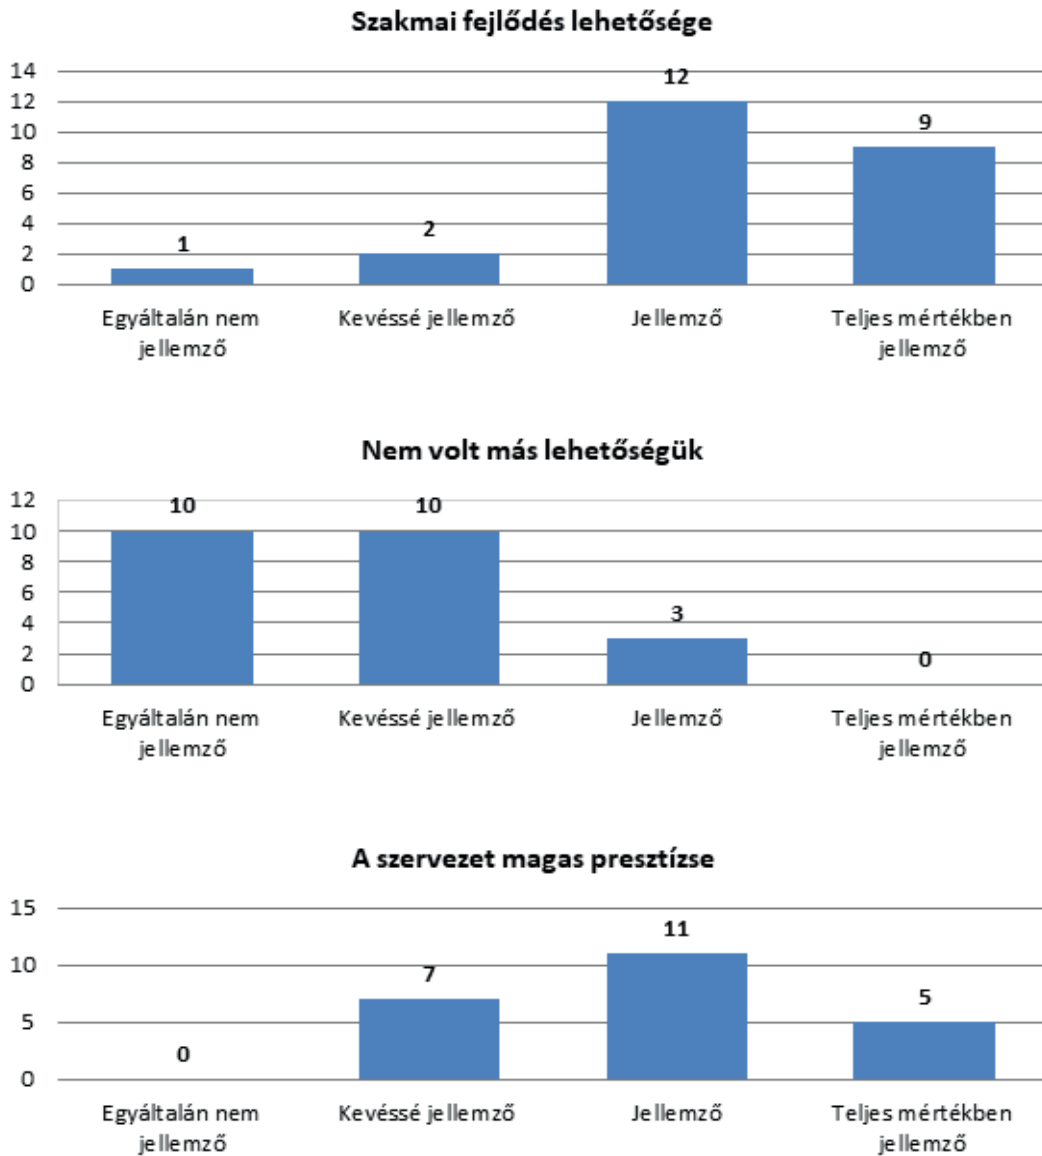 Szakmai fejlődés lehetősége
14
12
10
8
6
4
2
0
1
2
12
9
Egyáltalán nem
jellemző
Kevéssé jellemző
Jellemző
Teljes mértékben
jellemző
Nem volt más lehetőségük
12
10
8
6
4
2
0
10
10
3
0
Egyáltalán nem
jellemző
Kevéssé jellemző
Jellemző
Teljes mértékben
jellemző
A szervezet magas presztízse
15
10
5
0
0
7
11
5
Egyáltalán nem
jellemző
Kevéssé jellemző
Jellemző
Teljes mértékben
jellemző